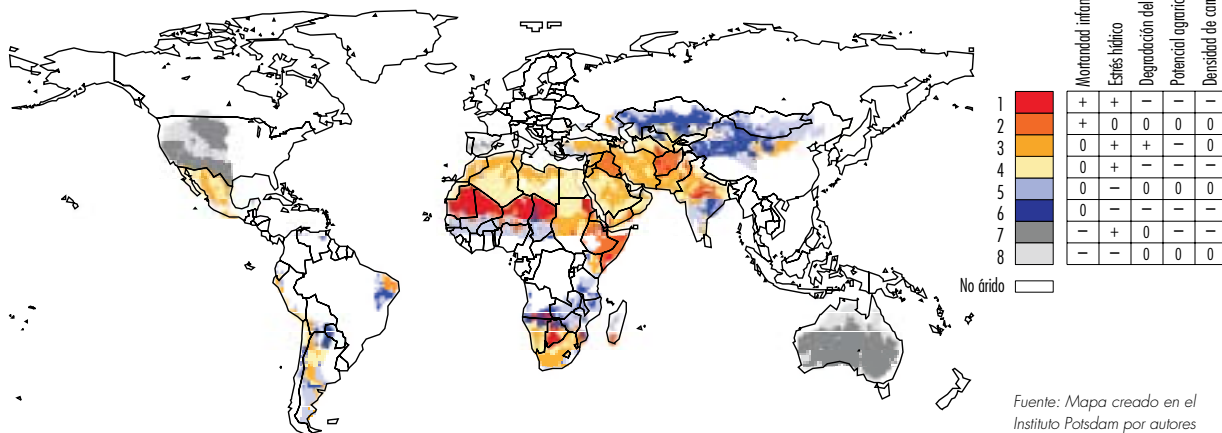 Mortandad
Estrés hídrico
Degradación del
Potencial
Densidad de
1 + + – – –
2 + 0 0 0 0
3 0 + + – 0
4 0 + – – –
5 0 – 0 0 0
6 0 – – – –
7 – + 0 – –
8 – – 0 0 0
No árido
Fuente: Mapa creado en el
Instituto Potsdam por autores